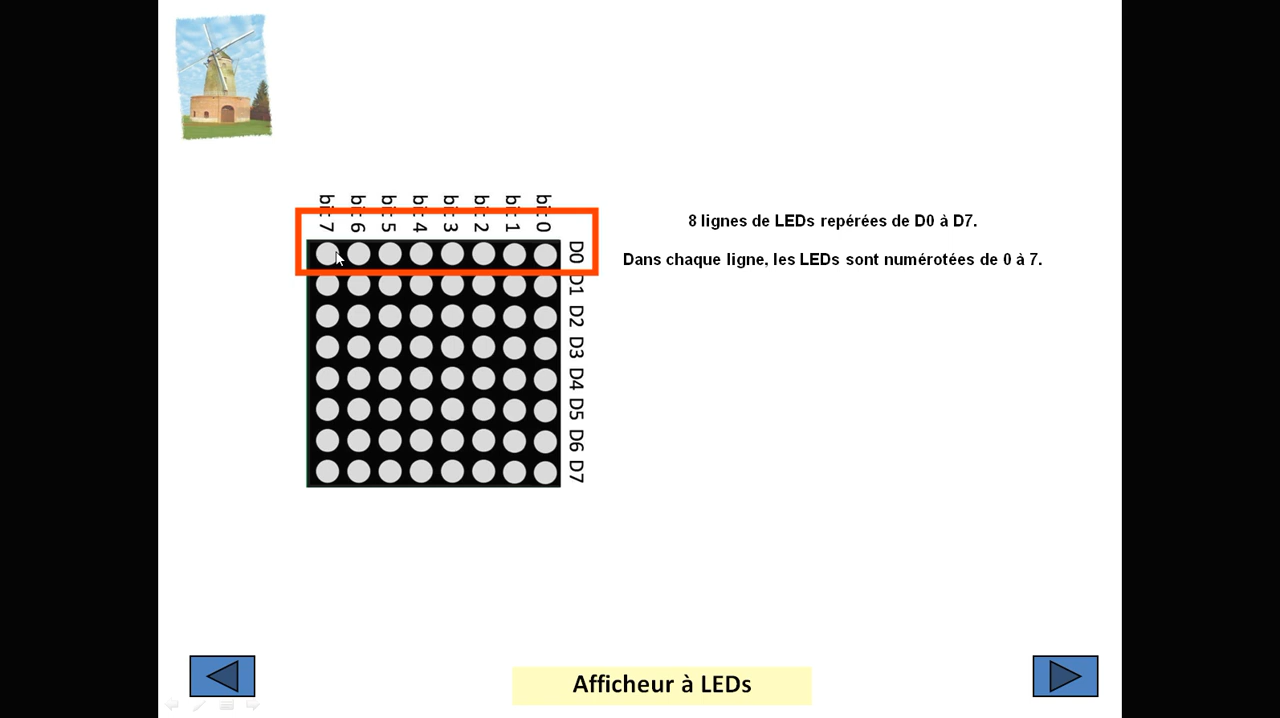 bit 7 bit 6 bit 5 bit 4 bit 3 bit 2 bit 1 bit 0
D0
D1
D2
D3
D4
D5
D6
D7
8 lignes de LEDs repérées de D0 à D7.
Dans chaque ligne, les LEDs sont numérotées de 0 à 7.
Afficheur à LEDs